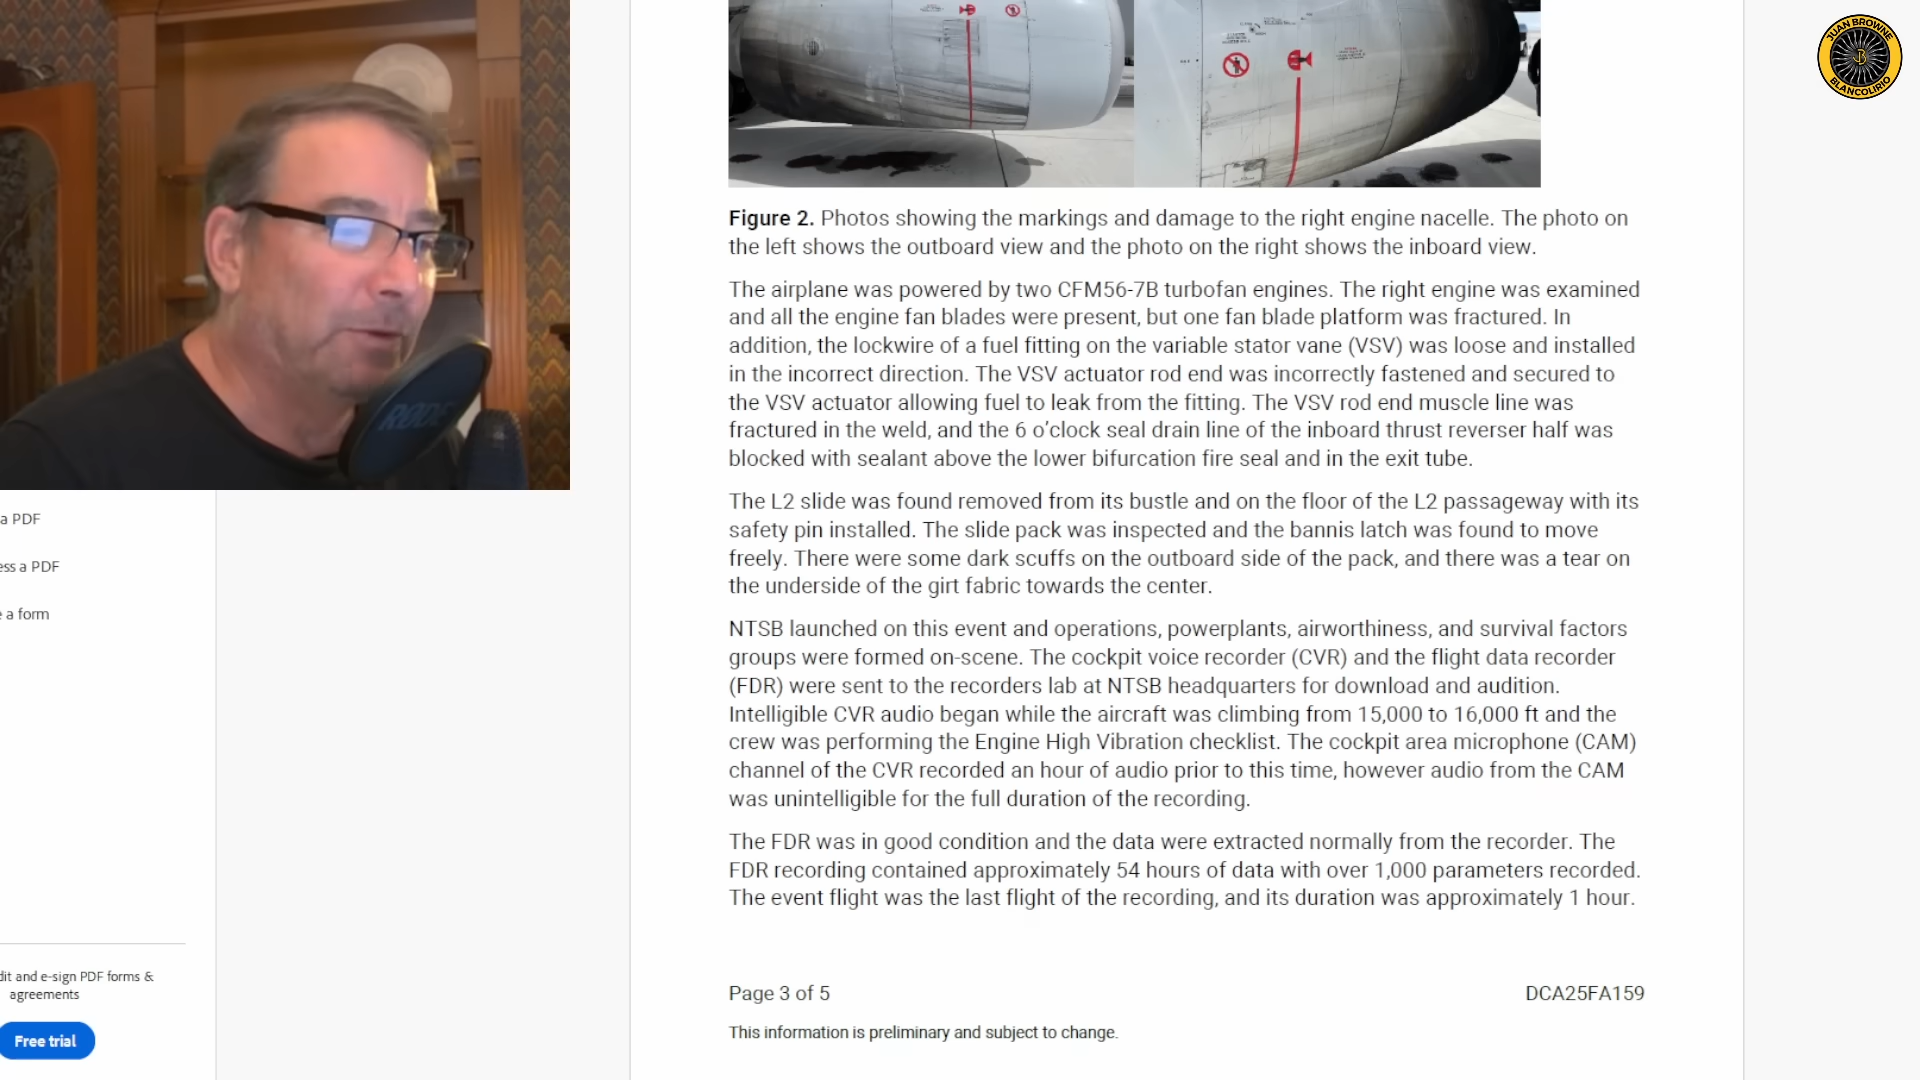 JUAN BROWNE
BLANCOLIRIO
RØDE
Figure 2. Photos showing the markings and damage to the right engine nacelle. The photo on
the left shows the outboard view and the photo on the right shows the inboard view.
The airplane was powered by two CFM56-7B turbofan engines. The right engine was examined
and all the engine fan blades were present, but one fan blade platform was fractured. In
addition, the lockwire of a fuel fitting on the variable stator vane (VSV) was loose and installed
in the incorrect direction. The VSV actuator rod end was incorrectly fastened and secured to
the VSV actuator allowing fuel to leak from the fitting. The VSV rod end muscle line was
fractured in the weld, and the 6 o’clock seal drain line of the inboard thrust reverser half was
blocked with sealant above the lower bifurcation fire seal and in the exit tube.
The L2 slide was found removed from its bustle and on the floor of the L2 passageway with its
safety pin installed. The slide pack was inspected and the bannis latch was found to move
freely. There were some dark scuffs on the outboard side of the pack, and there was a tear on
the underside of the girt fabric towards the center.
NTSB launched on this event and operations, powerplants, airworthiness, and survival factors
groups were formed on-scene. The cockpit voice recorder (CVR) and the flight data recorder
(FDR) were sent to the recorders lab at NTSB headquarters for download and audition.
Intelligible CVR audio began while the aircraft was climbing from 15,000 to 16,000 ft and the
crew was performing the Engine High Vibration checklist. The cockpit area microphone (CAM)
channel of the CVR recorded an hour of audio prior to this time, however audio from the CAM
was unintelligible for the full duration of the recording.
The FDR was in good condition and the data were extracted normally from the recorder. The
FDR recording contained approximately 54 hours of data with over 1,000 parameters recorded.
The event flight was the last flight of the recording, and its duration was approximately 1 hour.
Page 3 of 5
DCA25FA159
This information is preliminary and subject to change.
a PDF
ess a PDF
e a form
dit and e-sign PDF forms &
agreements
Free trial